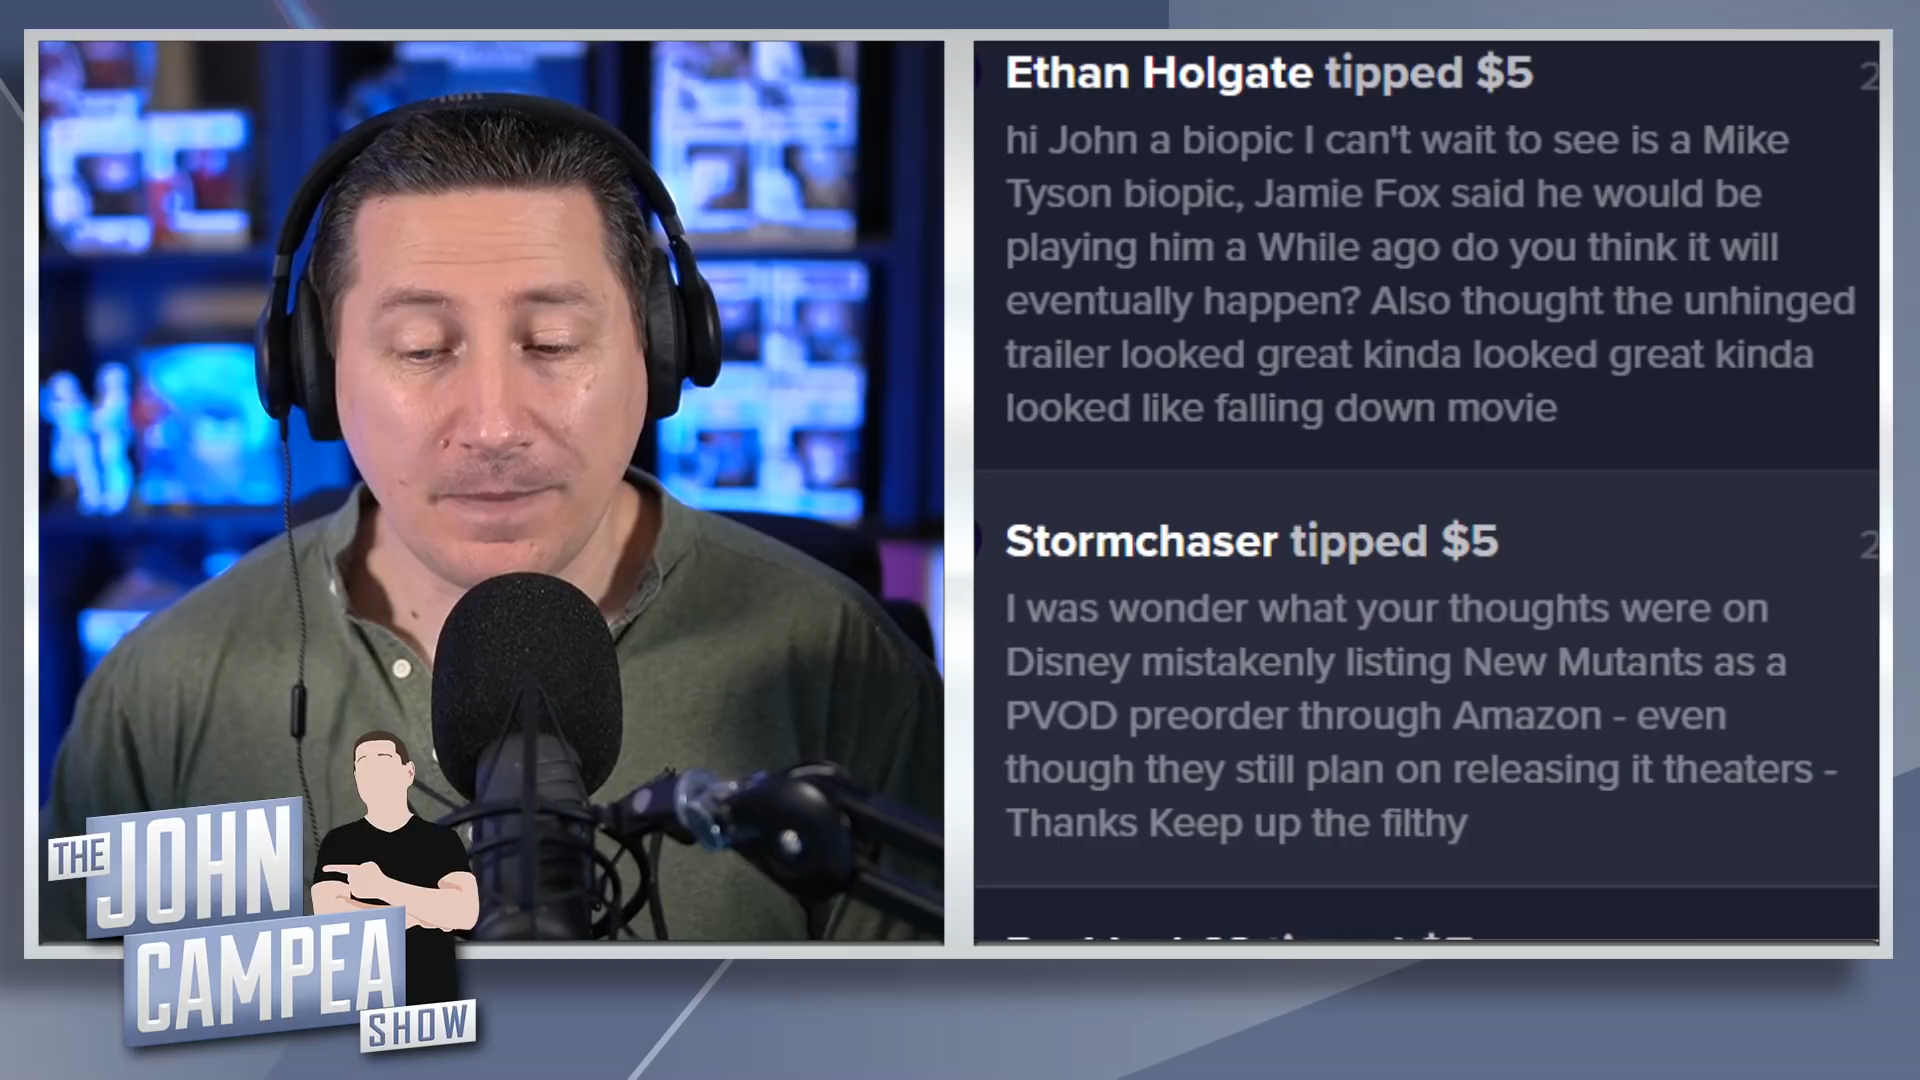 Ethan Holgate tipped $5
hi John a biopic I can't wait to see is a Mike
Tyson biopic, Jamie Fox said he would be
playing him a While ago do you think it will
eventually happen? Also thought the unhinged
trailer looked great kinda looked great kinda
looked like falling down movie
Stormchaser tipped $5
I was wonder what your thoughts were on
Disney mistakenly listing New Mutants as a
PVOD preorder through Amazon - even
though they still plan on releasing it theaters -
Thanks Keep up the filthy
THE
JOHN
CAMPEA
SHOW